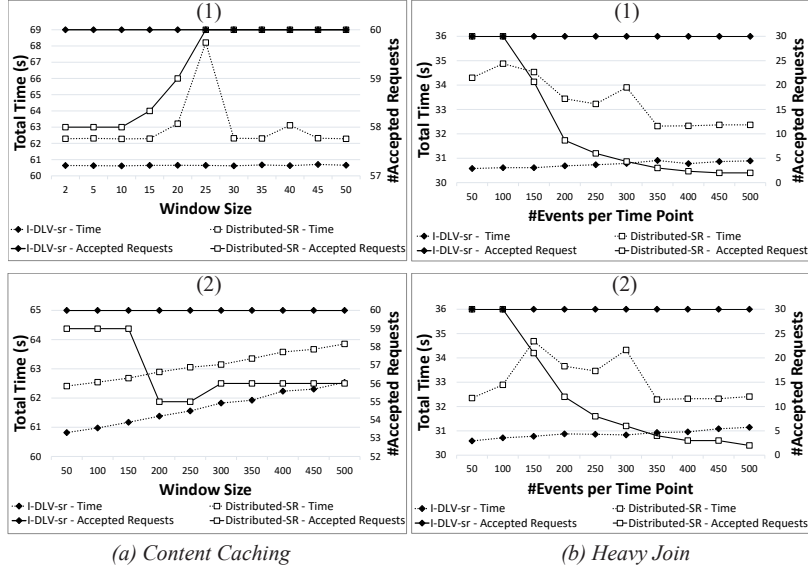 (1)
69
68
67
66
65
64
63
62
61
60
Total Time (s)
60
59
58
57
#Accepted Requests
2 5 10 15 20 25 30 35 40 45 50
Window Size
I-DLV-sr - Time
Distributed-SR - Time
I-DLV-sr - Accepted Requests
Distributed-SR - Accepted Requests
(1)
36
35
34
33
32
31
30
Total Time (s)
30
25
20
15
10
5
0
#Accepted Requests
50 100 150 200 250 300 350 400 450 500
#Events per Time Point
I-DLV-sr - Time
Distributed-SR - Time
I-DLV-sr - Accepted Request
Distributed-SR - Accepted Request
(2)
65
64
63
62
61
60
Total Time (s)
60
59
58
57
56
55
54
53
52
#Accepted Requests
50 100 150 200 250 300 350 400 450 500
Window Size
I-DLV-sr - Time
Distributed-SR - Time
I-DLV-sr - Accepted Requests
Distributed-SR - Accepted Requests
(2)
36
35
34
33
32
31
30
Total Time (s)
30
25
20
15
10
5
0
#Accepted Requests
50 100 150 200 250 300 350 400 450 500
#Events per Time Point
I-DLV-sr - Time
Distributed-SR - Time
I-DLV-sr - Accepted Requests
Distributed-SR - Accepted Requests
(a) Content Caching
(b) Heavy Join